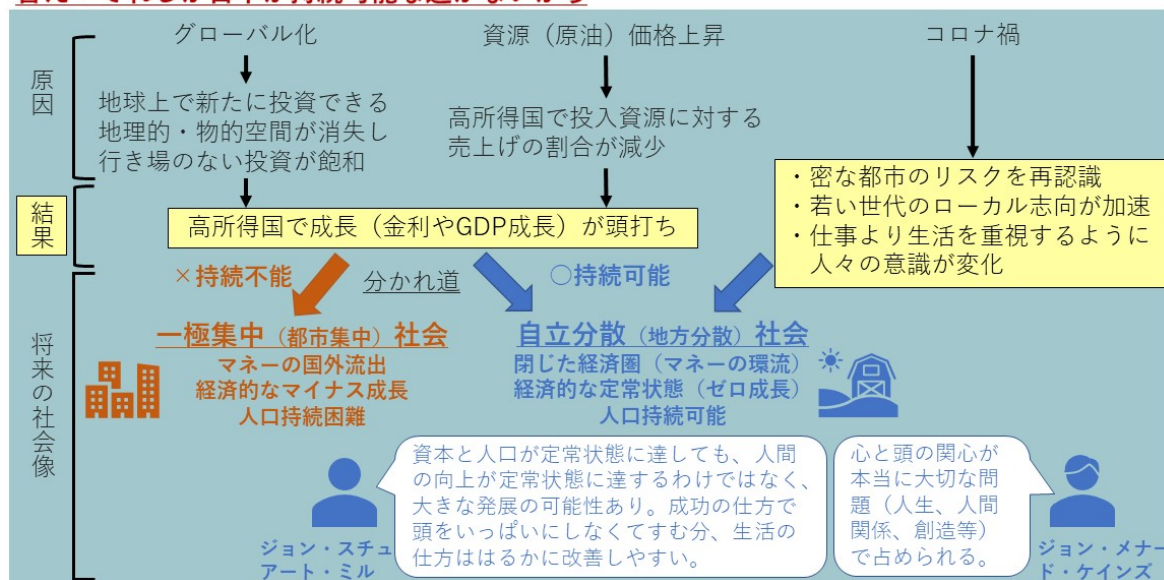 グローバル化
資源（原油）価格上昇
コロナ禍
原因
地球上で新たに投資できる
地理的・物的空間が消失し
行き場のない投資が飽和
高所得国で投入資源に対する
売上げの割合が減少
結果
高所得国で成長（金利やGDP成長）が頭打ち
・密な都市のリスクを再認識
・若い世代のローカル志向が加速
・仕事より生活を重視するように
人々の意識が変化
×持続不能
分かれ道
○持続可能
将来の社会像
一極集中（都市集中）社会
マネーの国外流出
経済的なマイナス成長
人口持続困難
自立分散（地方分散）社会
閉じた経済圏（マネーの環流）
経済的な定常状態（ゼロ成長）
人口持続可能
資本と人口が定常状態に達しても、人間
の向上が定常状態に達するわけではなく、
大きな発展の可能性あり。成功の仕方で
頭をいっぱいにしなくてすむ分、生活の
仕方ははるかに改善しやすい。
ジョン・スチュ
アート・ミル
心と頭の関心が
本当に大切な問
題（人生、人間
関係、創造等）
で占められる。
ジョン・メナー
ド・ケインズ